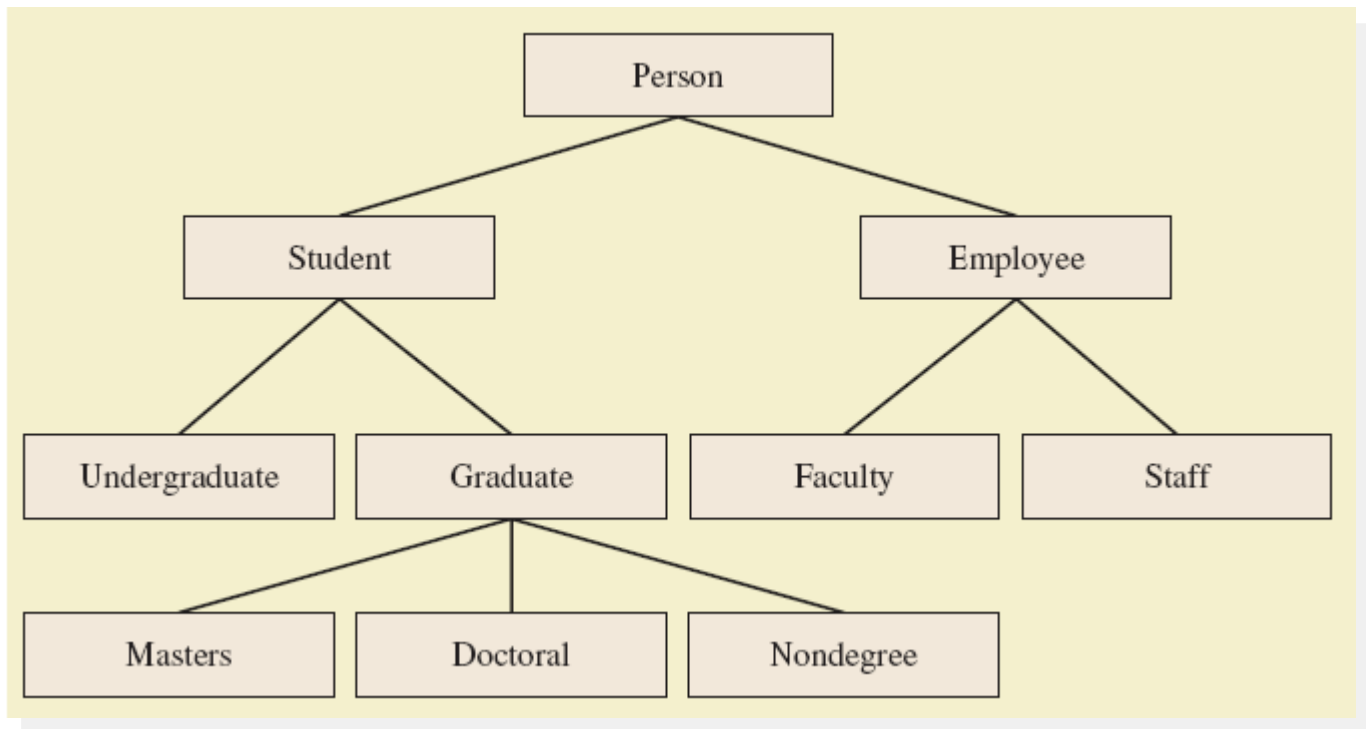 Person
Student
Employee
Undergraduate
Graduate
Faculty
Staff
Masters
Doctoral
Nondegree